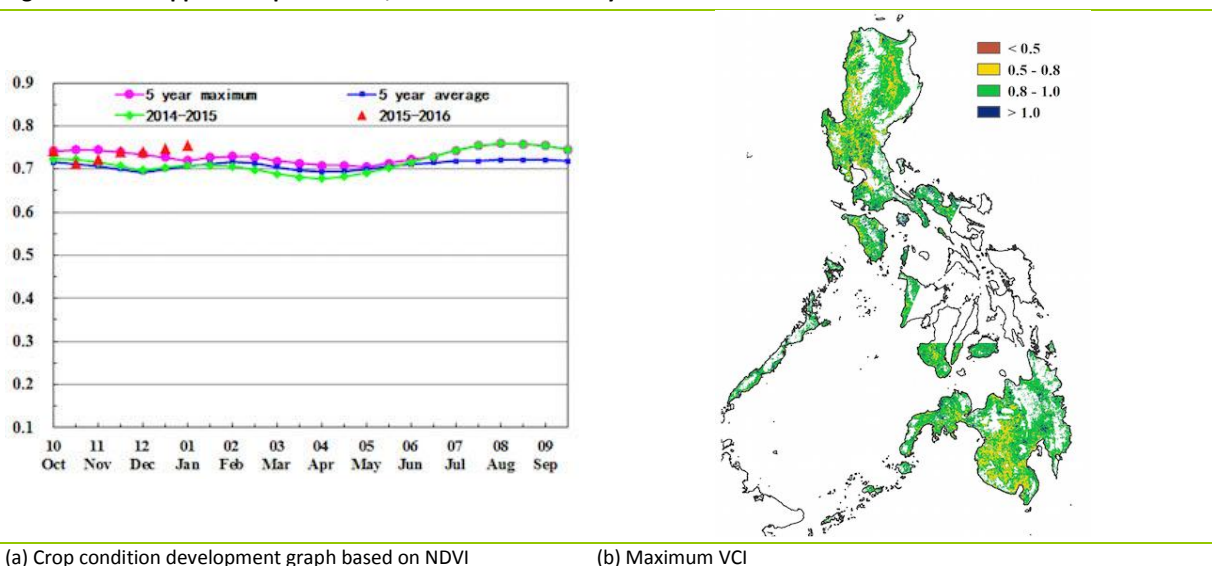 5 year maximum
5 year average
2014-2015
2015-2016
0.9
0.8
0.7
0.6
0.5
0.4
0.3
0.2
0.1
10 11 12 01 02 03 04 05 06 07 08 09
Oct Nov Dec Jan Feb Mar Apr May Jun Jul Aug Sep
< 0.5
0.5 - 0.8
0.8 - 1.0
> 1.0
(a) Crop condition development graph based on NDVI
(b) Maximum VCI